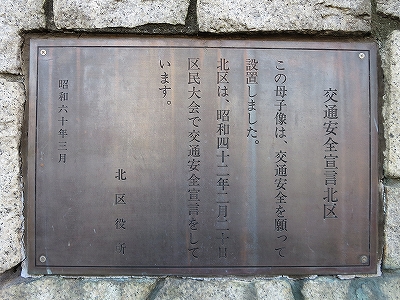 交通安全宣言北区
この母子像は、交通安全を願って
設置しました。
北区は、昭和四十二年二月二十日
区民大会で交通安全宣言をして
います。
昭和六十年三月
北区役所